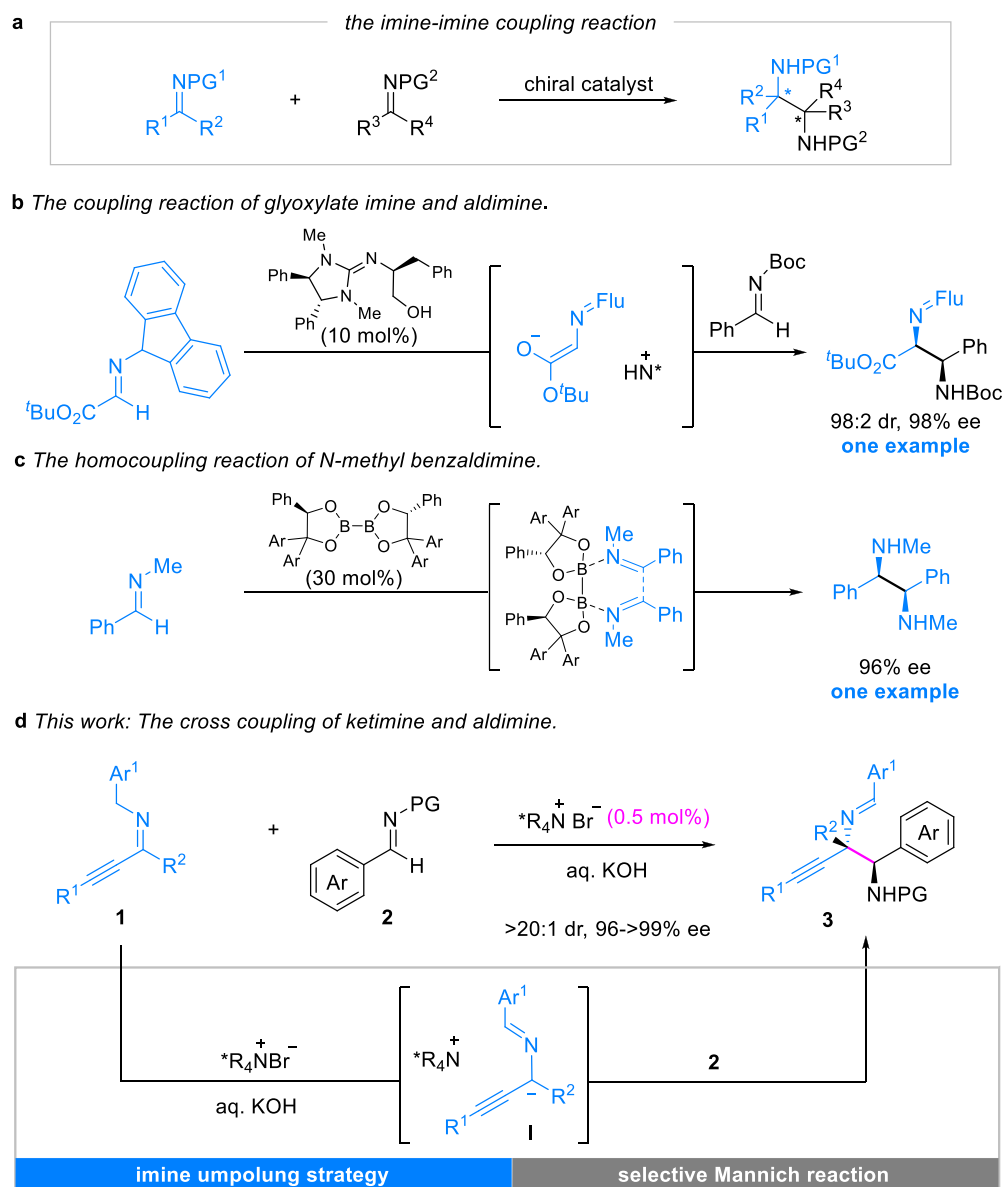 a the imine-imine coupling reaction
NPG1 NPG2 NHPG1
+ chiral catalyst R2 * R4
R1 R2 R3 R4 R1 * R3
NHPG2
b The coupling reaction of glyoxylate imine and aldimine.
Me
N N Boc
Ph Ph N Flu N Flu
N OH N
Ph Me O− Ph H tBuO2C Ph
(10 mol%) + NHBoc
N O HN*
tBuO2C H tBu 98:2 dr, 98% ee
one example
c The homocoupling reaction of N-methyl benzaldimine.
Ph O O Ph Ar Ar Me
B B O N Ph NHMe
Me Ar O O Ar Ph O B Ph Ph
N Ar Ar O B Ph NHMe
(30 mol%) Ph O N
Ph H Ar Ar Me 96% ee
one example
d This work: The cross coupling of ketimine and aldimine.
Ar1 Ar1
PG + −
N + N *R4N Br (0.5 mol%) R2 N Ar
R2 H aq. KOH
R1 Ar R1 NHPG
1 2 >20:1 dr, 96->99% ee 3
Ar1
+ − + N
*R4NBr *R4N 2
aq. KOH R1 − R2
I
imine umpolung strategy selective Mannich reaction